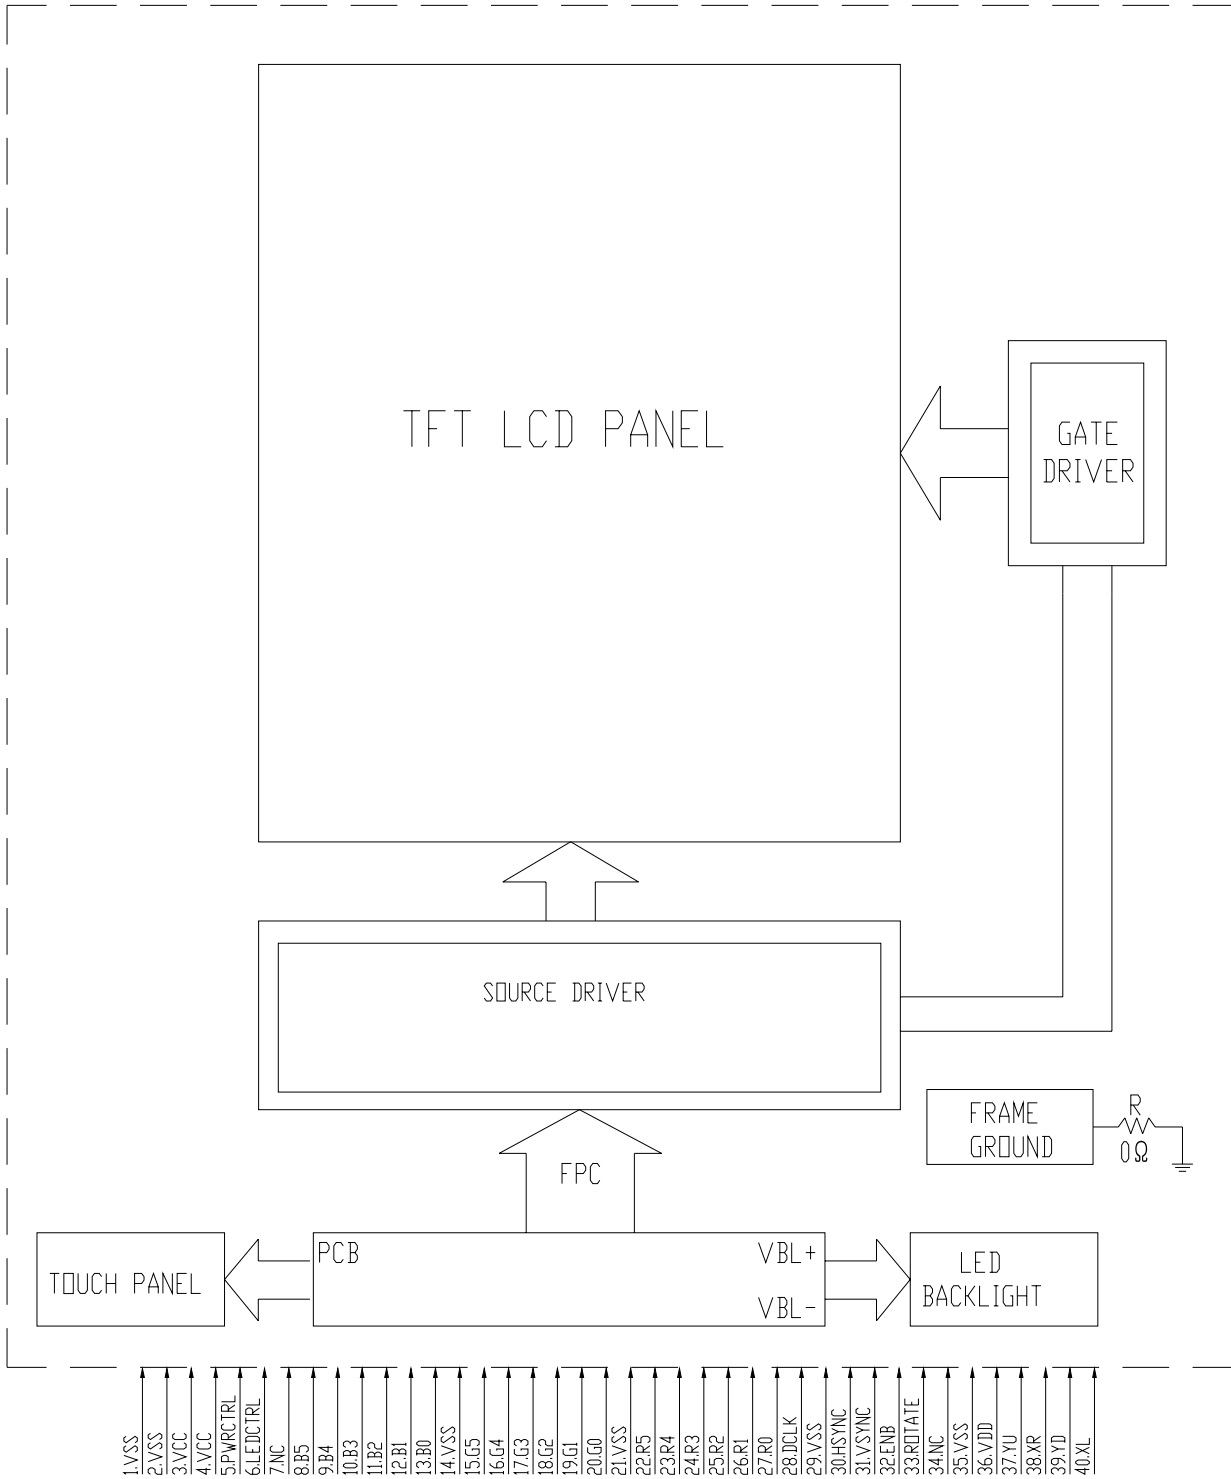 TFT LCD PANEL
GATE
DRIVER
SOURCE DRIVER
FRAME
GROUND
R
0Ω
FPC
TOUCH PANEL
PCB
VBL+
VBL-
LED
BACKLIGHT
1.VSS
2.VSS
3.VCC
4.VCC
5.PWRCTRL
6.LEDCTRL
7.NC
8.B5
9.B4
10.B3
11.B2
12.B1
13.B0
14.VSS
15.G5
16.G4
17.G3
18.G2
19.G1
20.G0
21.VSS
22.R5
23.R4
24.R3
25.R2
26.R1
27.R0
28.DCLK
29.VSS
30.HSYNC
31.VSYNC
32.ENB
33.ROTATE
34.NC
35.VSS
36.VDD
37.YU
38.XR
39.YD
40.XL